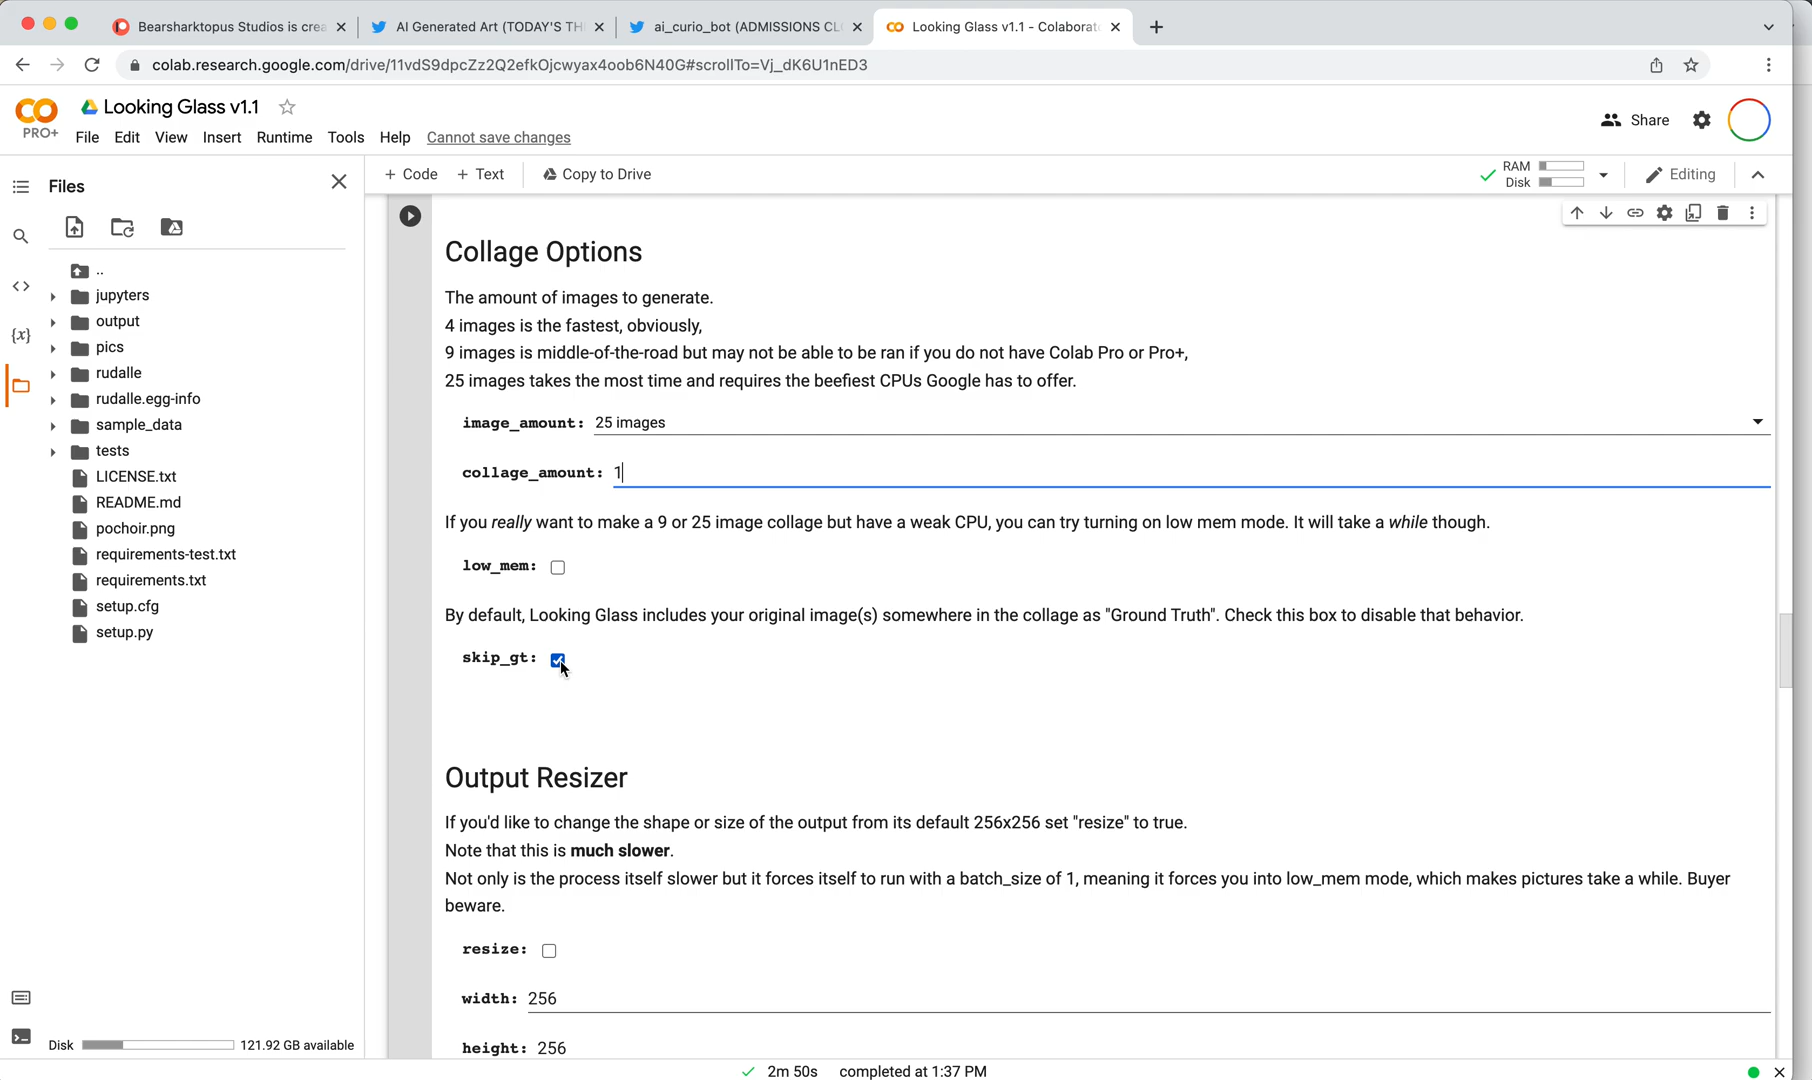 Bearsharktopus Studios is crea
AI Generated Art (TODAY'S TH
ai_curio_bot (ADMISSIONS CL
Looking Glass v1.1 - Colaborat
colab.research.google.com/drive/11vdS9dpcZz2Q2efkOjcwyax4oob6N40G#scrollTo=Vj_dK6U1nED3
PRO+
Looking Glass v1.1
File Edit View Insert Runtime Tools Help Cannot save changes
Share
Files
+ Code + Text Copy to Drive
RAM
Disk
Editing
..
jupyters
output
pics
rudalle
rudalle.egg-info
sample_data
tests
LICENSE.txt
README.md
pochoir.png
requirements-test.txt
requirements.txt
setup.cfg
setup.py
{x}
Disk 121.92 GB available
Collage Options
The amount of images to generate.
4 images is the fastest, obviously,
9 images is middle-of-the-road but may not be able to be ran if you do not have Colab Pro or Pro+,
25 images takes the most time and requires the beefiest CPUs Google has to offer.
image_amount: 25 images
collage_amount: 1
If you really want to make a 9 or 25 image collage but have a weak CPU, you can try turning on low mem mode. It will take a while though.
low_mem:
By default, Looking Glass includes your original image(s) somewhere in the collage as "Ground Truth". Check this box to disable that behavior.
skip_gt:
Output Resizer
If you'd like to change the shape or size of the output from its default 256x256 set "resize" to true.
Note that this is much slower.
Not only is the process itself slower but it forces itself to run with a batch_size of 1, meaning it forces you into low_mem mode, which makes pictures take a while. Buyer
beware.
resize:
width: 256
height: 256
2m 50s completed at 1:37 PM